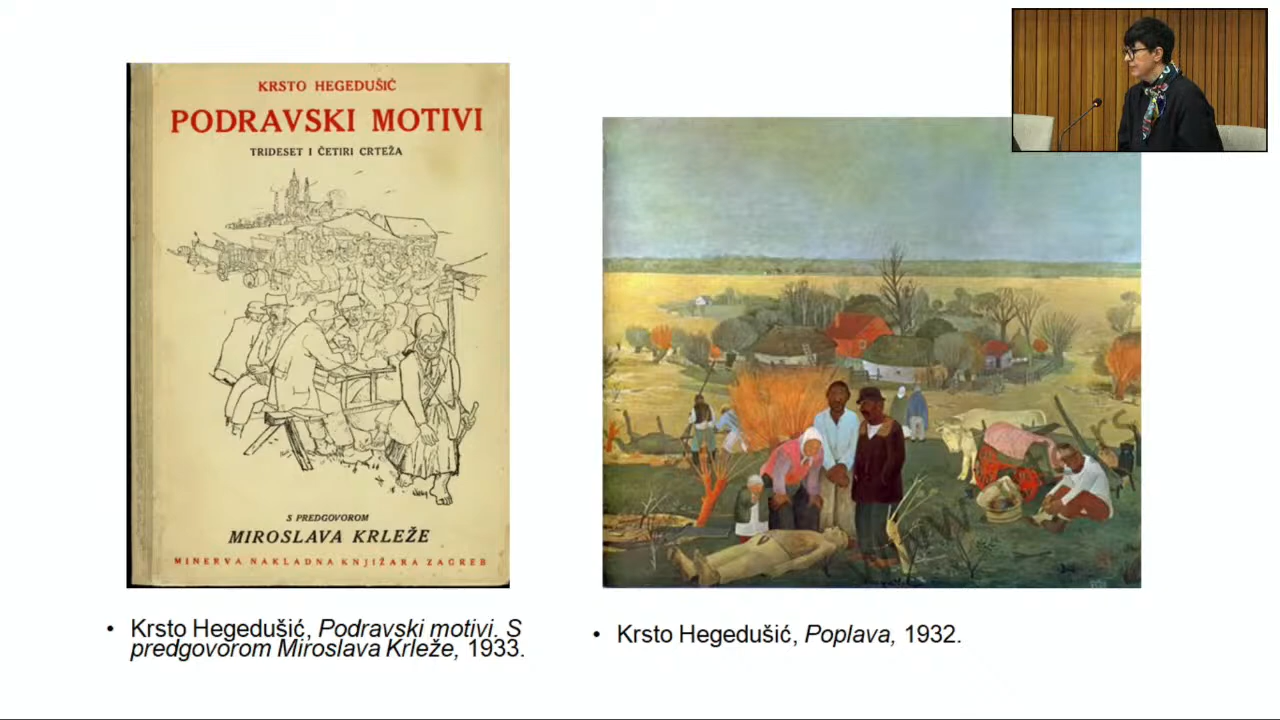 KRSTO HEGEDUŠIĆ
PODRAVSKI MOTIVI
TRIDESET I ČETIRI CRTEŽA
S PREDGOVOROM
MIROSLAVA KRLEŽE
MINERVA NAKLADNA KNJIŽARA ZAGREB
• Krsto Hegedušić, Podravski motivi. S
predgovorom Miroslava Krleže, 1933.
• Krsto Hegedušić, Poplava, 1932.